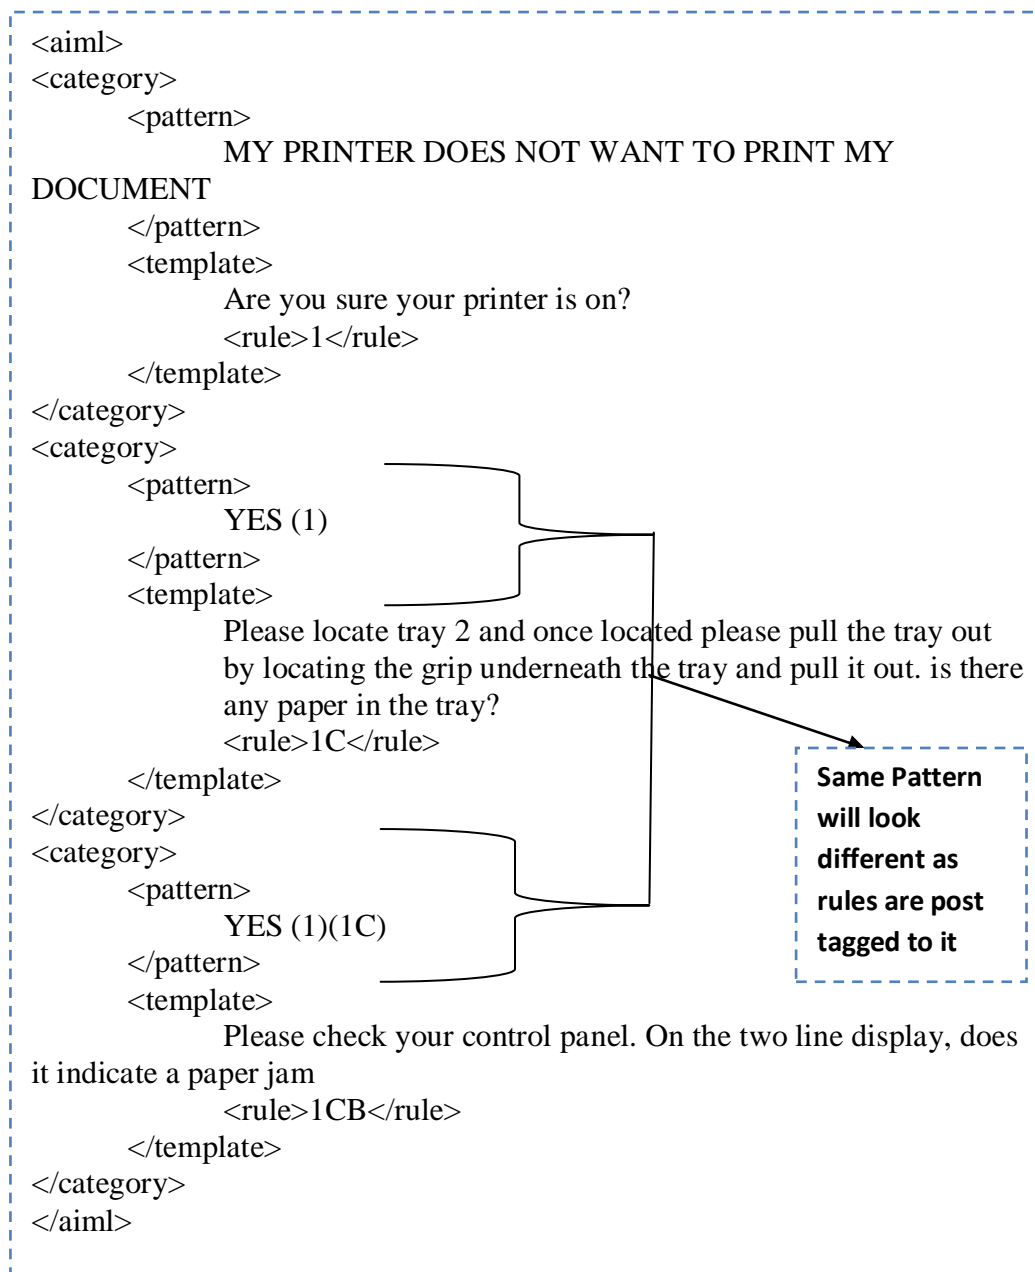 <aiml>
<category>
<pattern>
MY PRINTER DOES NOT WANT TO PRINT MY
DOCUMENT
</pattern>
<template>
Are you sure your printer is on?
<rule>1</rule>
</template>
</category>
<category>
<pattern>
YES (1)
</pattern>
<template>
Please locate tray 2 and once located please pull the tray out
by locating the grip underneath the tray and pull it out. is there
any paper in the tray?
<rule>1C</rule>
</template>
</category>
<category>
<pattern>
YES (1)(1C)
</pattern>
<template>
Please check your control panel. On the two line display, does
it indicate a paper jam
<rule>1CB</rule>
</template>
</category>
</aiml>
Same Pattern
will look
different as
rules are post
tagged to it